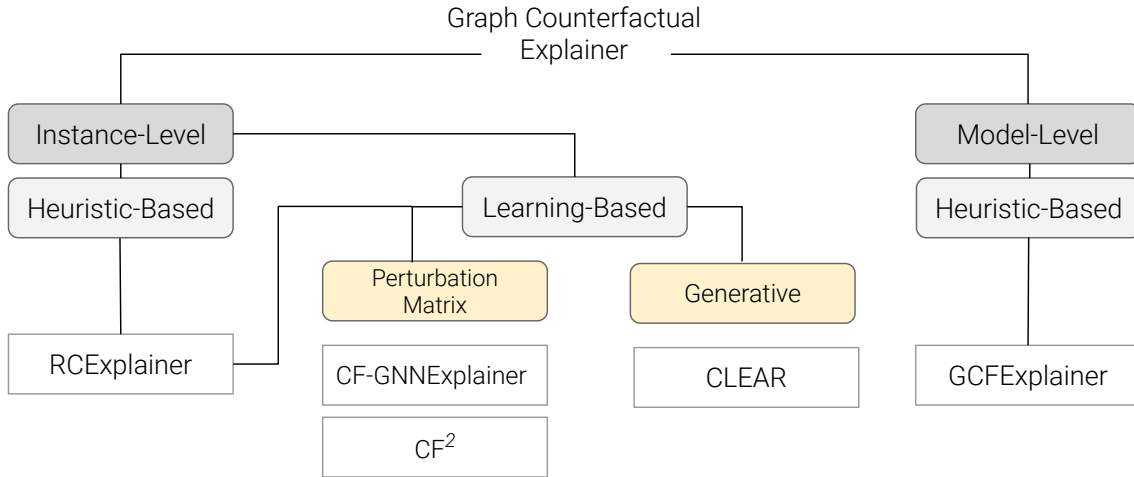 Graph Counterfactual
Explainer
Instance-Level
Model-Level
Heuristic-Based
Learning-Based
Heuristic-Based
Perturbation
Matrix
Generative
RCExplainer
CF-GNNExplainer
CLEAR
GCFExplainer
CF²